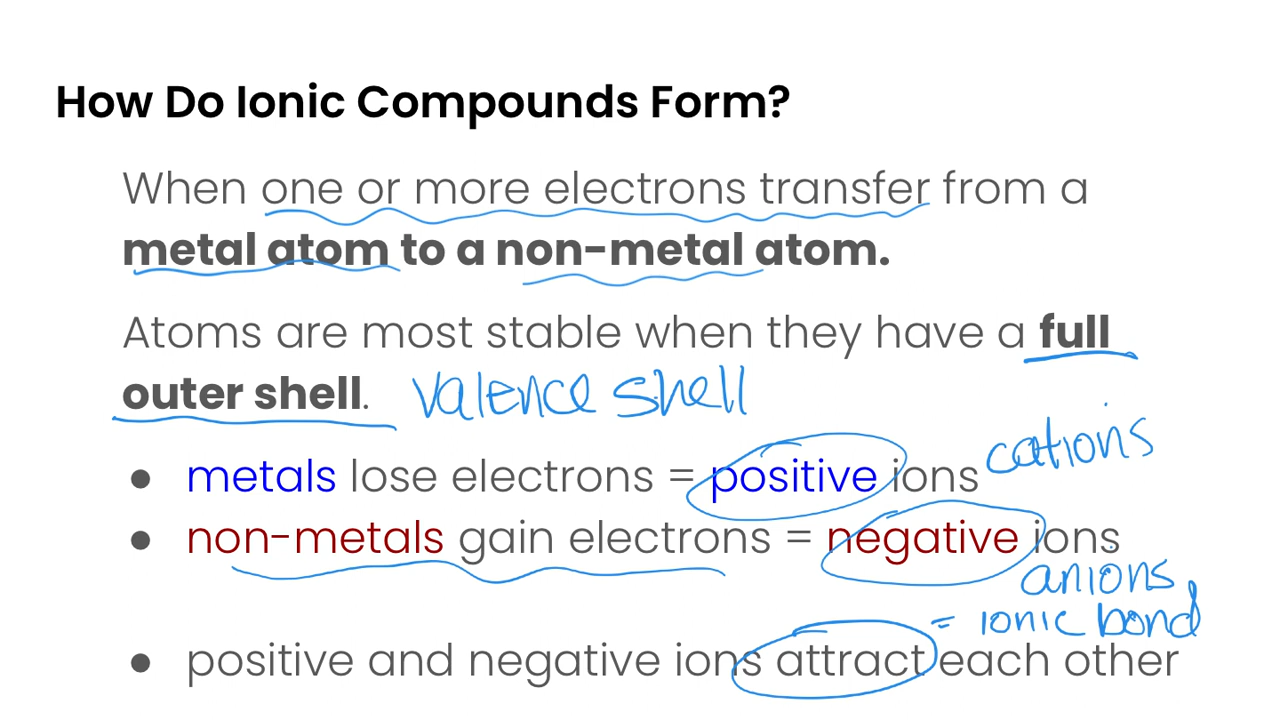 How Do Ionic Compounds Form?
When one or more electrons transfer from a
metal atom to a non-metal atom.
Atoms are most stable when they have a full
outer shell. valence shell
● metals lose electrons = positive ions cations
● non-metals gain electrons = negative ions
anions
= ionic bond
● positive and negative ions attract each other